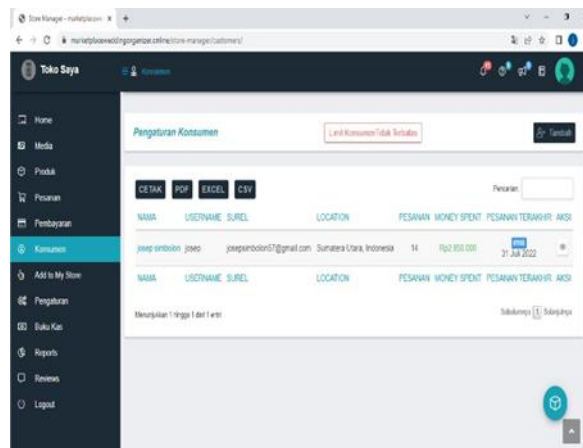 Store Manager - marketplacew
marketplaceweddingorganizer.online/store-manager/customers/
Toko Saya
Konsumen
Home
Media
Produk
Pesanan
Pembayaran
Konsumen
Add to My Store
Pengaturan
Buku Kas
Reports
Reviews
Logout
Pengaturan Konsumen
Limit Konsumen Tidak Terbatas
Tambah
CETAK PDF EXCEL CSV
Pencarian:
NAMA USERNAME SUREL LOCATION PESANAN MONEY SPENT PESANAN TERAKHIR AKSI
josep simbolon josep josepsimbolon57@gmail.com Sumatera Utara, Indonesia 14 Rp2.850.000
31 Juli 2022
NAMA USERNAME SUREL LOCATION PESANAN MONEY SPENT PESANAN TERAKHIR AKSI
Menunjukkan 1 hingga 1 dari 1 entri
Sebelumnya 1 Selanjutnya